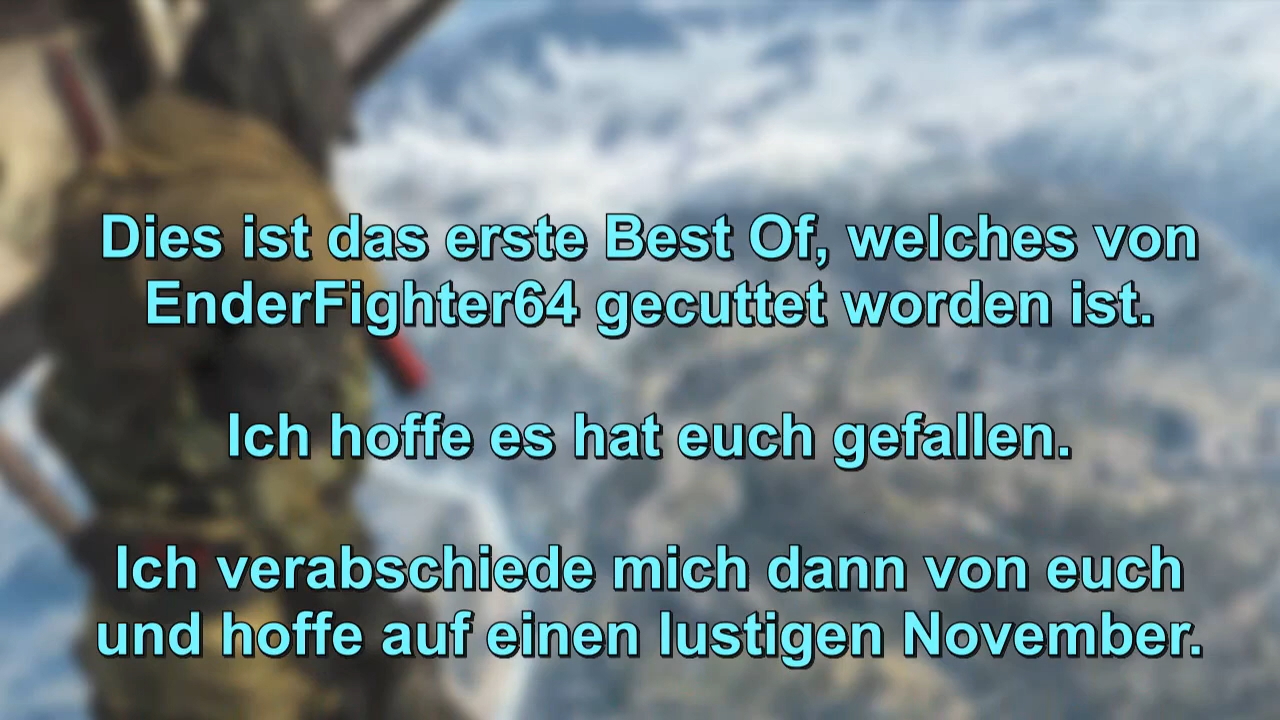 Dies ist das erste Best Of, welches von
EnderFighter64 gecuttet worden ist.
Ich hoffe es hat euch gefallen.
Ich verabschiede mich dann von euch
und hoffe auf einen lustigen November.